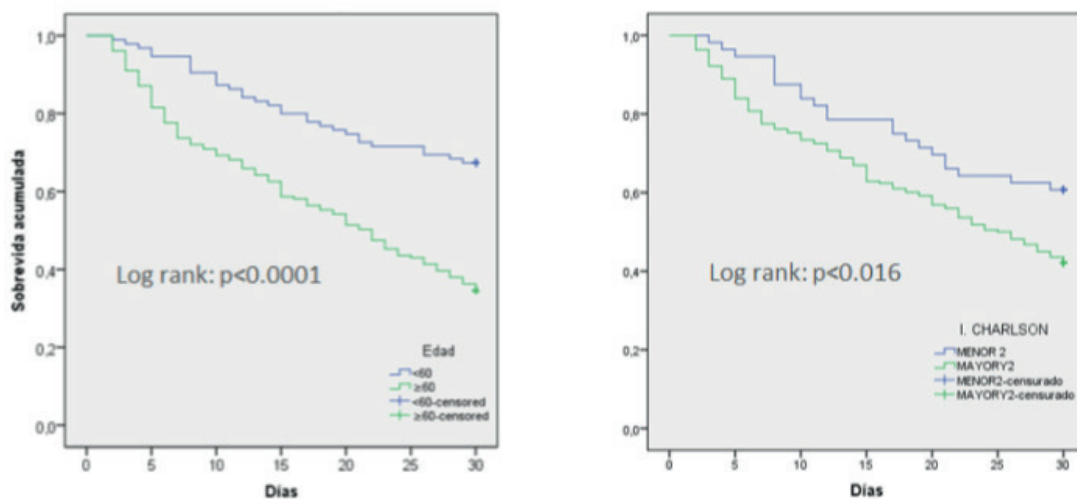 1,0
0,8
0,6
0,4
0,2
0,0
Sobrevida acumulada
Log rank: p<0.0001
Edad
<60
≥60
<60-censored
≥60-censored
0 5 10 15 20 25 30
Días
1,0
0,8
0,6
0,4
0,2
0,0
Log rank: p<0.016
I. CHARLSON
MENOR 2
MAYORY2
MENOR2-censurado
MAYORY2-censurado
0 5 10 15 20 25 30
Días